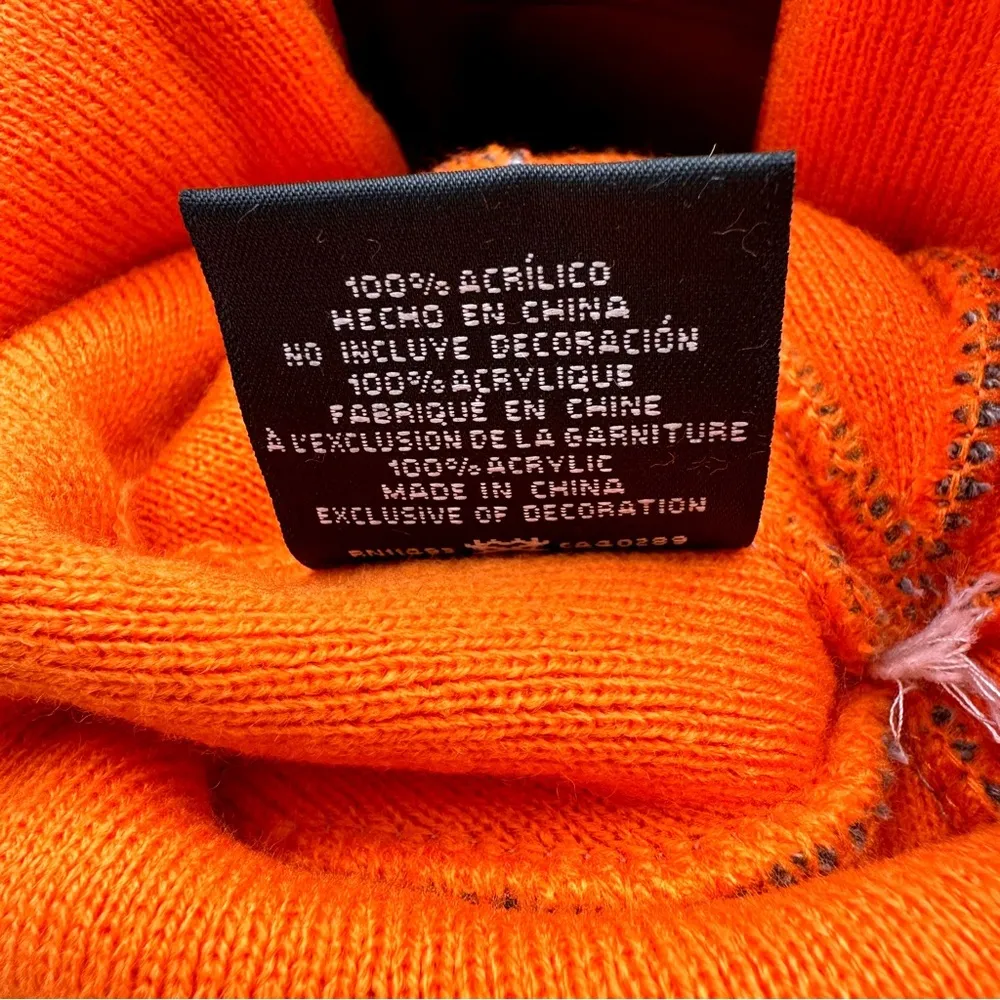 100% ACRÍLICO
HECHO EN CHINA
NO INCLUYE DECORACIÓN
100% ACRYLIQUE
FABRIQUÉ EN CHINE
À L'EXCLUSION DE LA GARNITURE
100% ACRYLIC
MADE IN CHINA
EXCLUSIVE OF DECORATION
CA40299